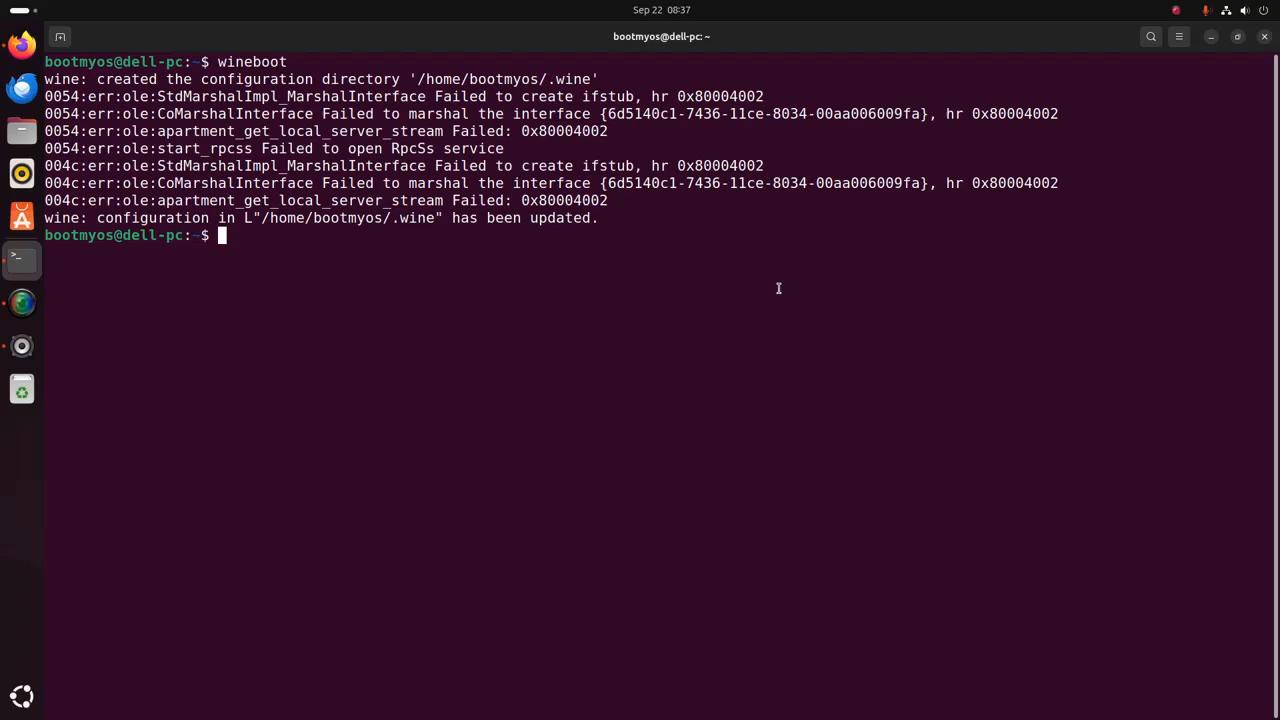 Sep 22 08:37
bootmyos@dell-pc: ~
bootmyos@dell-pc:~$ wineboot
wine: created the configuration directory '/home/bootmyos/.wine'
0054:err:ole:StdMarshalImpl_MarshalInterface Failed to create ifstub, hr 0x80004002
0054:err:ole:CoMarshalInterface Failed to marshal the interface {6d5140c1-7436-11ce-8034-00aa006009fa}, hr 0x80004002
0054:err:ole:apartment_get_local_server_stream Failed: 0x80004002
0054:err:ole:start_rpcss Failed to open RpcSs service
004c:err:ole:StdMarshalImpl_MarshalInterface Failed to create ifstub, hr 0x80004002
004c:err:ole:CoMarshalInterface Failed to marshal the interface {6d5140c1-7436-11ce-8034-00aa006009fa}, hr 0x80004002
004c:err:ole:apartment_get_local_server_stream Failed: 0x80004002
wine: configuration in L"/home/bootmyos/.wine" has been updated.
bootmyos@dell-pc:~$